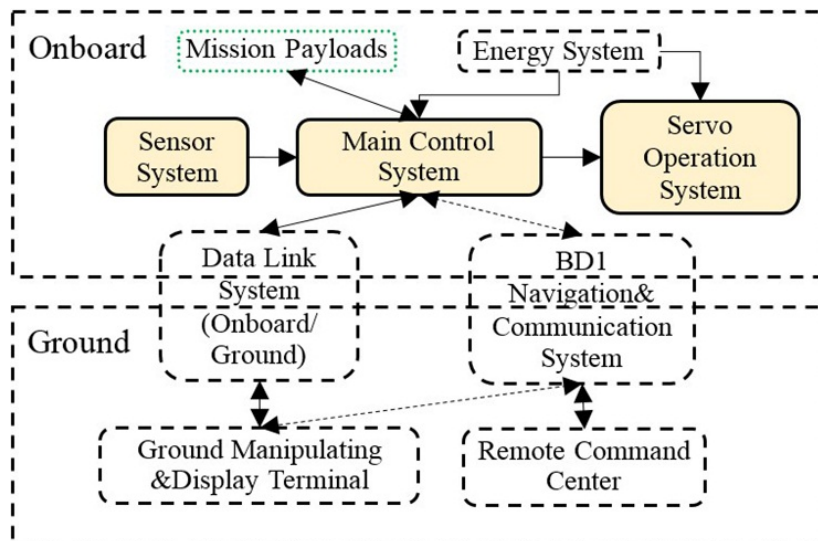 Onboard
Mission Payloads
Energy System
Sensor
System
Main Control
System
Servo
Operation
System
Data Link
System
(Onboard/
Ground)
BD1
Navigation&
Communication
System
Ground
Ground Manipulating
&Display Terminal
Remote Command
Center